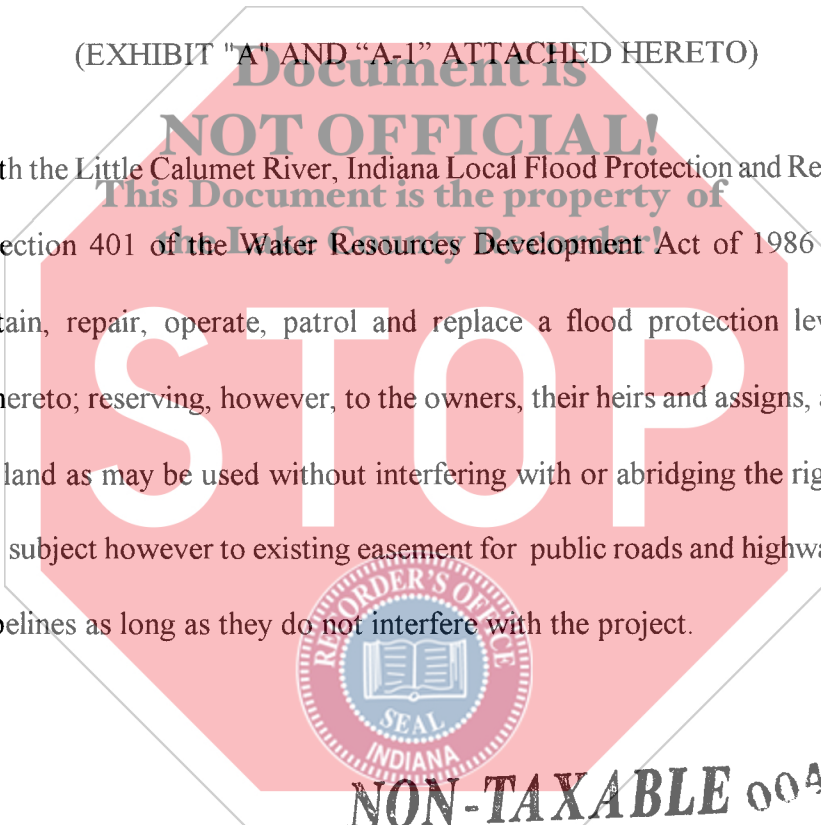 (EXHIBIT "A" AND “A-1” ATTACHED HERETO)
Document is
NOT OFFICIAL!
th the Little Calumet River, Indiana Local Flood Protection and Re
This Document is the property of
ection 401 of the Water Resources Development Act of 1986
the Lake County Recorder!
tain, repair, operate, patrol and replace a flood protection lev
ereto; reserving, however, to the owners, their heirs and assigns, a
land as may be used without interfering with or abridging the rig
STOP
subject however to existing easement for public roads and highwa
pelines as long as they do not interfere with the project.
RECORDER'S OFFICE
SEAL
INDIANA
NON-TAXABLE 004